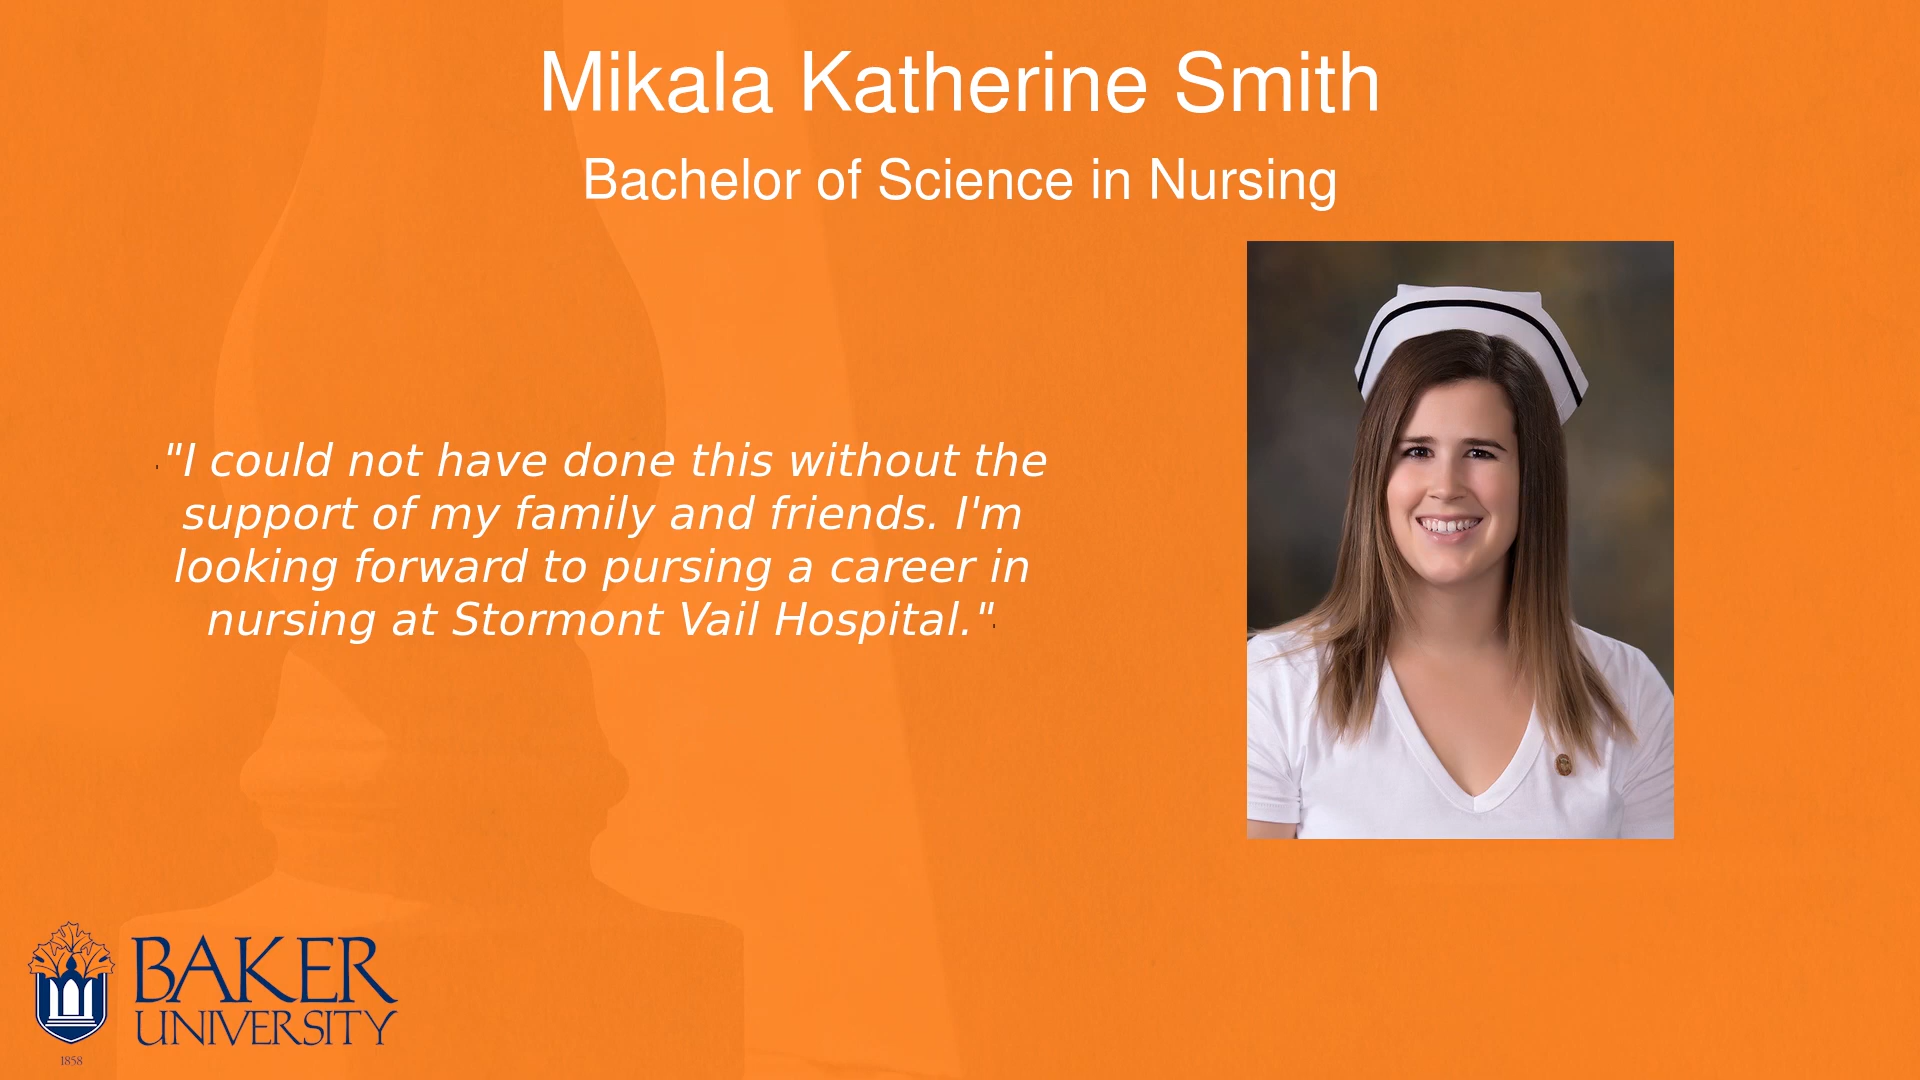 Mikala Katherine Smith
Bachelor of Science in Nursing
"I could not have done this without the
support of my family and friends. I'm
looking forward to pursing a career in
nursing at Stormont Vail Hospital."
BAKER
UNIVERSITY
1858